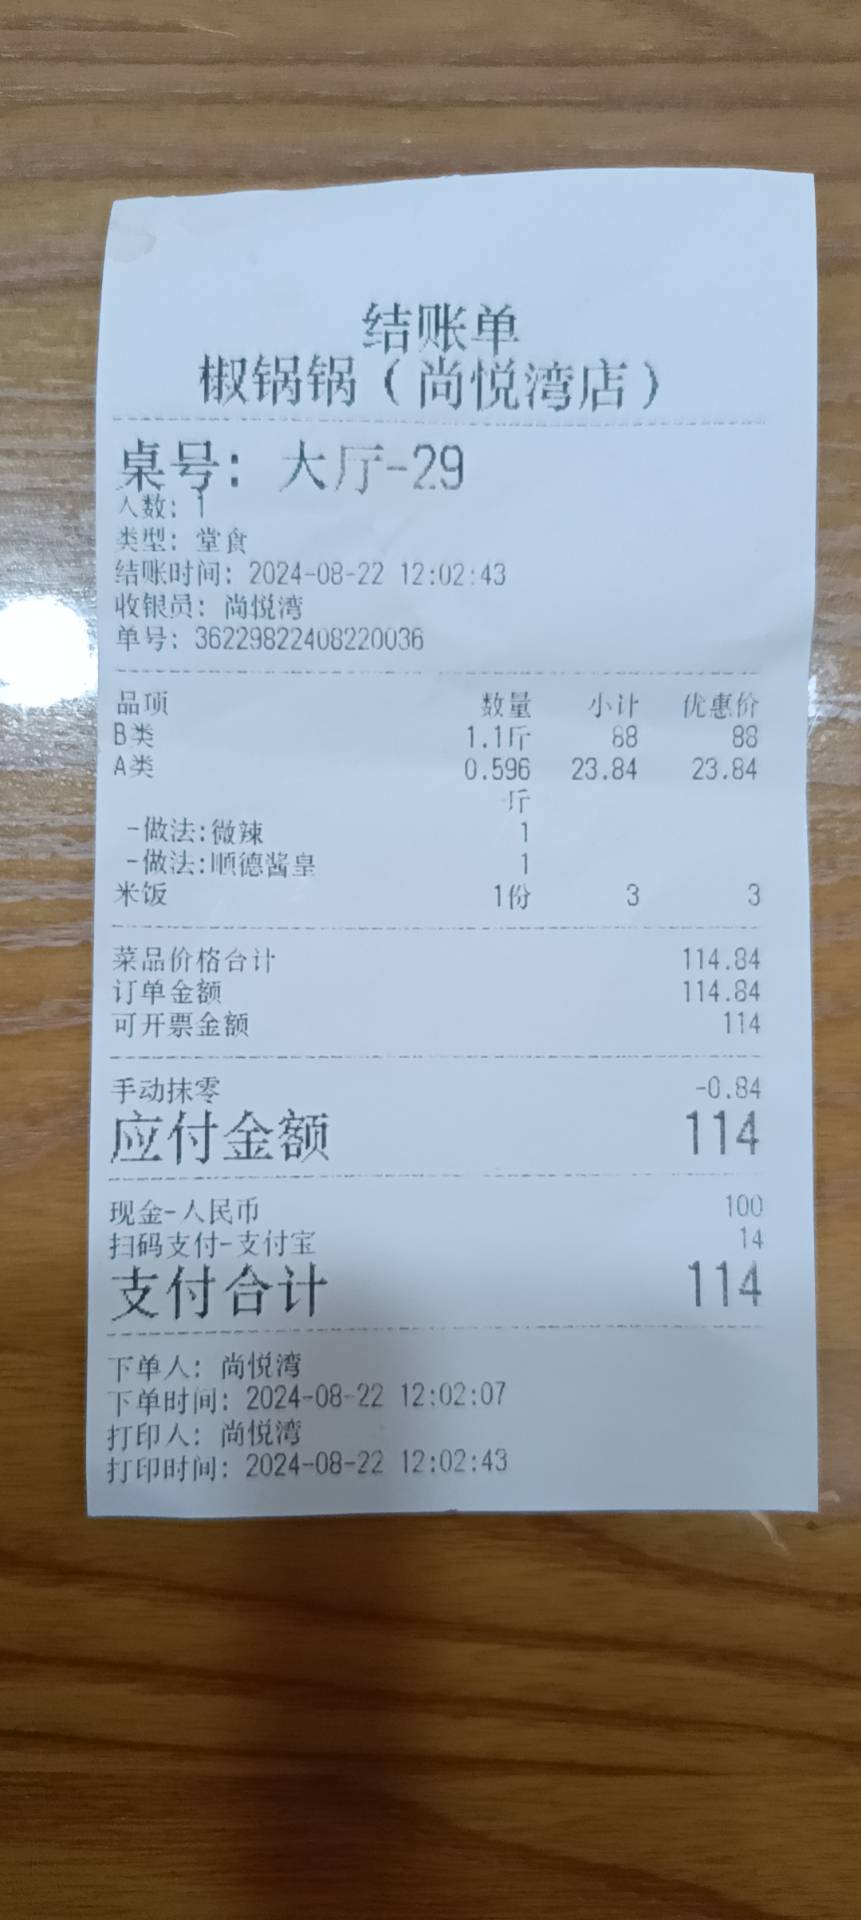 结账单
椒锅锅（尚悦湾店）
桌号：大厅-29
人数：1
类型：堂食
结账时间：2024-08-22 12:02:43
收银员：尚悦湾
单号：36229822408220036
品项 数量 小计 优惠价
B类 1.1斤 88 88
A类 0.596 23.84 23.84
斤
-做法:微辣 1
-做法:顺德酱皇 1
米饭 1份 3 3
菜品价格合计 114.84
订单金额 114.84
可开票金额 114
手动抹零 -0.84
应付金额 114
现金-人民币 100
扫码支付-支付宝 14
支付合计 114
下单人：尚悦湾
下单时间：2024-08-22 12:02:07
打印人：尚悦湾
打印时间：2024-08-22 12:02:43